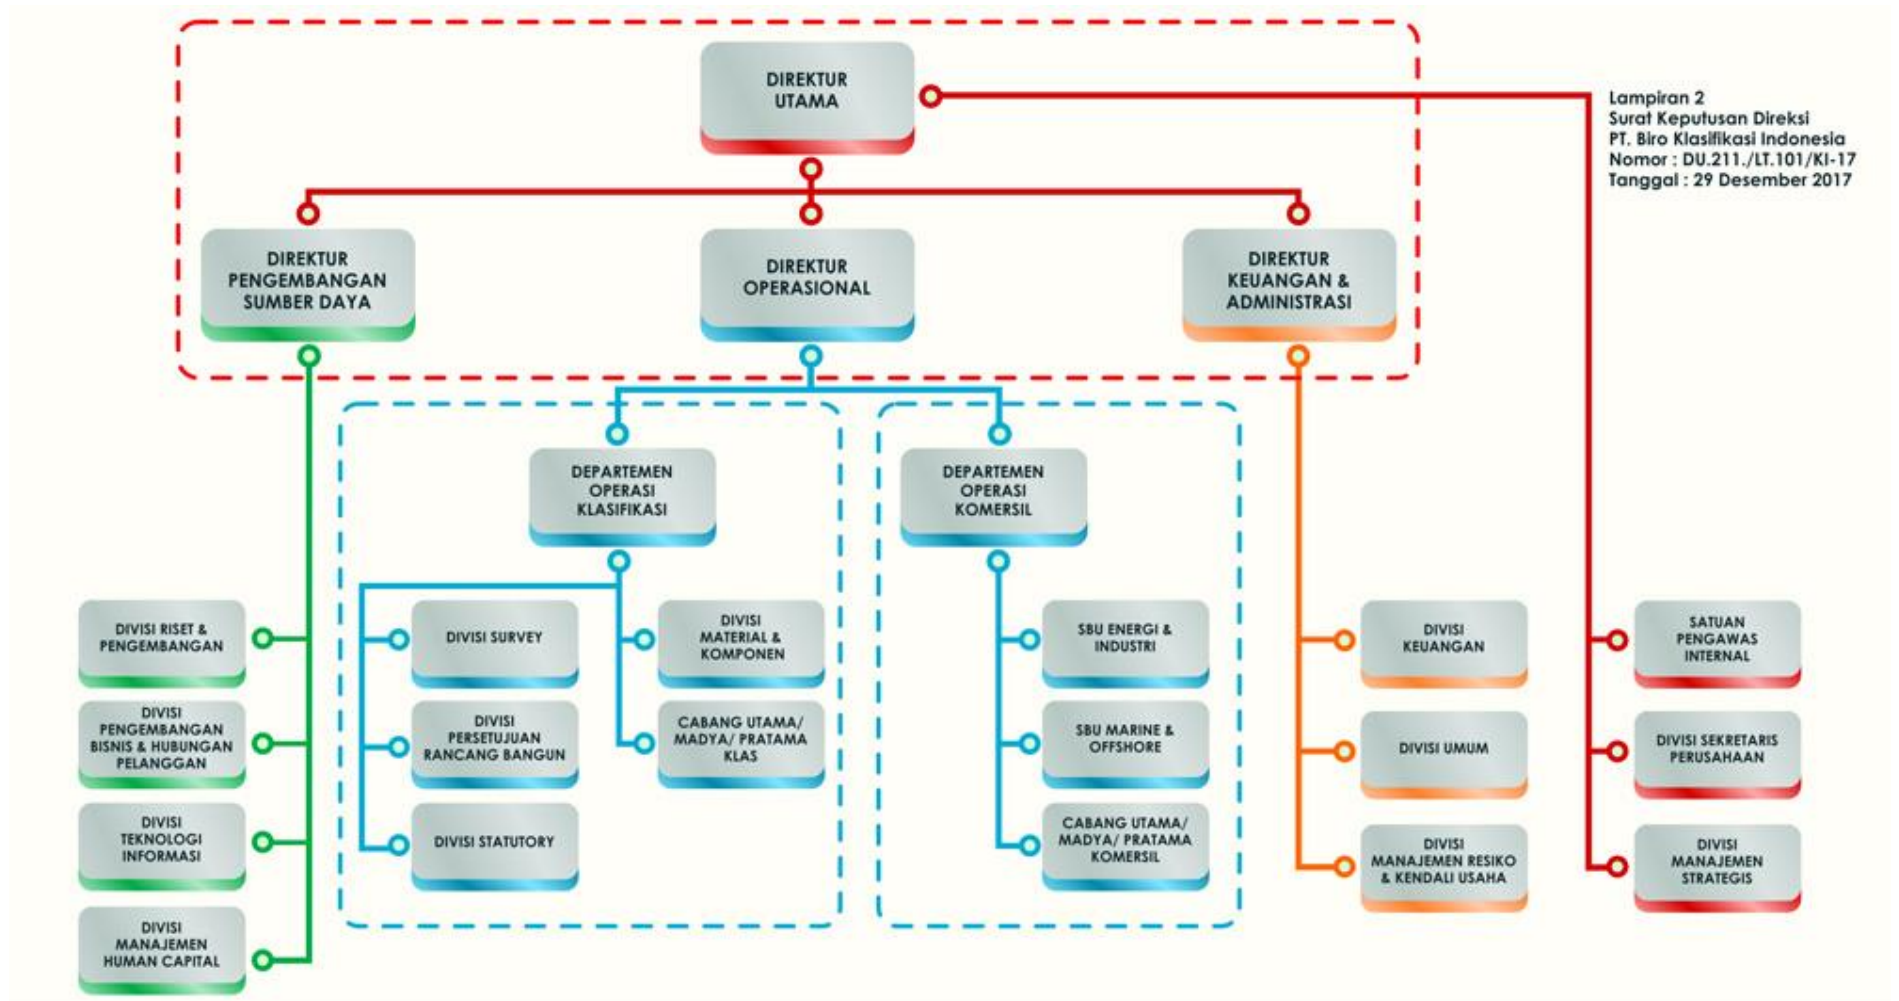 DIREKTUR
UTAMA
Lampiran 2
Surat Keputusan Direksi
PT. Biro Klasifikasi Indonesia
Nomor : DU.211./LT.101/KI-17
Tanggal : 29 Desember 2017
DIREKTUR
PENGEMBANGAN
SUMBER DAYA
DIREKTUR
OPERASIONAL
DIREKTUR
KEUANGAN &
ADMINISTRASI
DEPARTEMEN
OPERASI
KLASIFIKASI
DEPARTEMEN
OPERASI
KOMERSIL
DIVISI RISET &
PENGEMBANGAN
DIVISI
PENGEMBANGAN
BISNIS & HUBUNGAN
PELANGGAN
DIVISI
TEKNOLOGI
INFORMASI
DIVISI
MANAJEMEN
HUMAN CAPITAL
DIVISI SURVEY
DIVISI
PERSETUJUAN
RANCANG BANGUN
DIVISI STATUTORY
DIVISI
MATERIAL &
KOMPONEN
CABANG UTAMA/
MADYA/ PRATAMA
KLAS
SBU ENERGI &
INDUSTRI
SBU MARINE &
OFFSHORE
CABANG UTAMA/
MADYA/ PRATAMA
KOMERSIL
DIVISI
KEUANGAN
DIVISI UMUM
DIVISI
MANAJEMEN RESIKO
& KENDALI USAHA
SATUAN
PENGAWAS
INTERNAL
DIVISI SEKRETARIS
PERUSAHAAN
DIVISI
MANAJEMEN
STRATEGIS